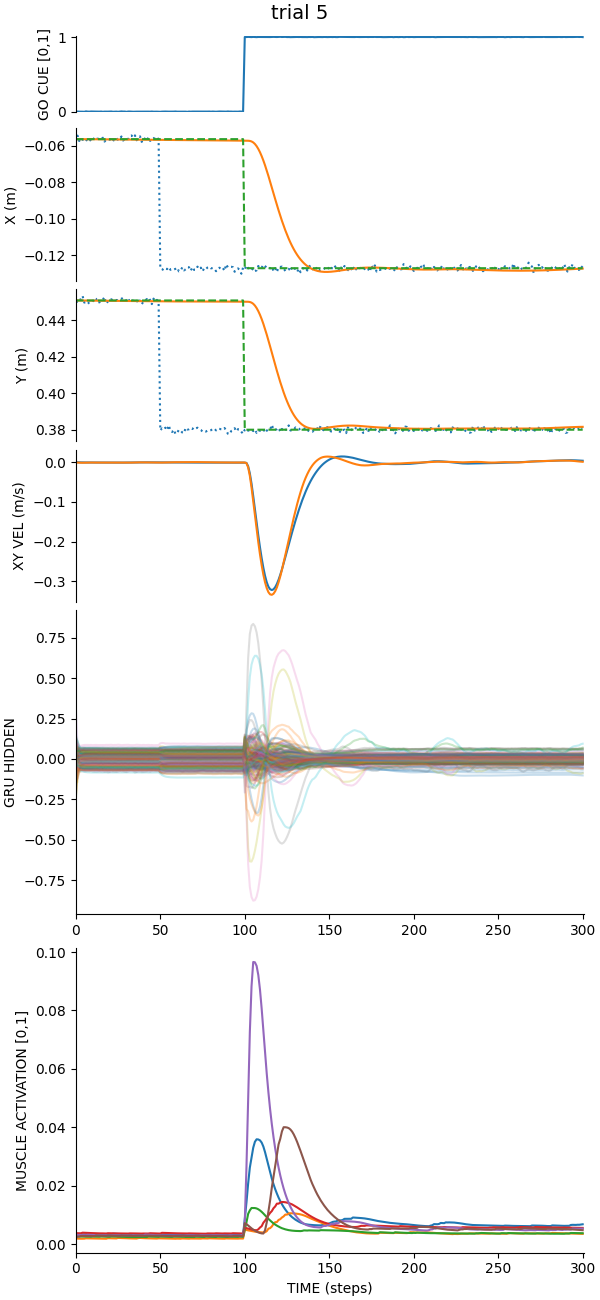 trial 5
GO CUE [0,1]
1
0
X (m)
−0.06
−0.08
−0.10
−0.12
Y (m)
0.44
0.42
0.40
0.38
XY VEL (m/s)
0.0
−0.1
−0.2
−0.3
GRU HIDDEN
0.75
0.50
0.25
0.00
−0.25
−0.50
−0.75
0 50 100 150 200 250 300
MUSCLE ACTIVATION [0,1]
0.10
0.08
0.06
0.04
0.02
0.00
0 50 100 150 200 250 300
TIME (steps)